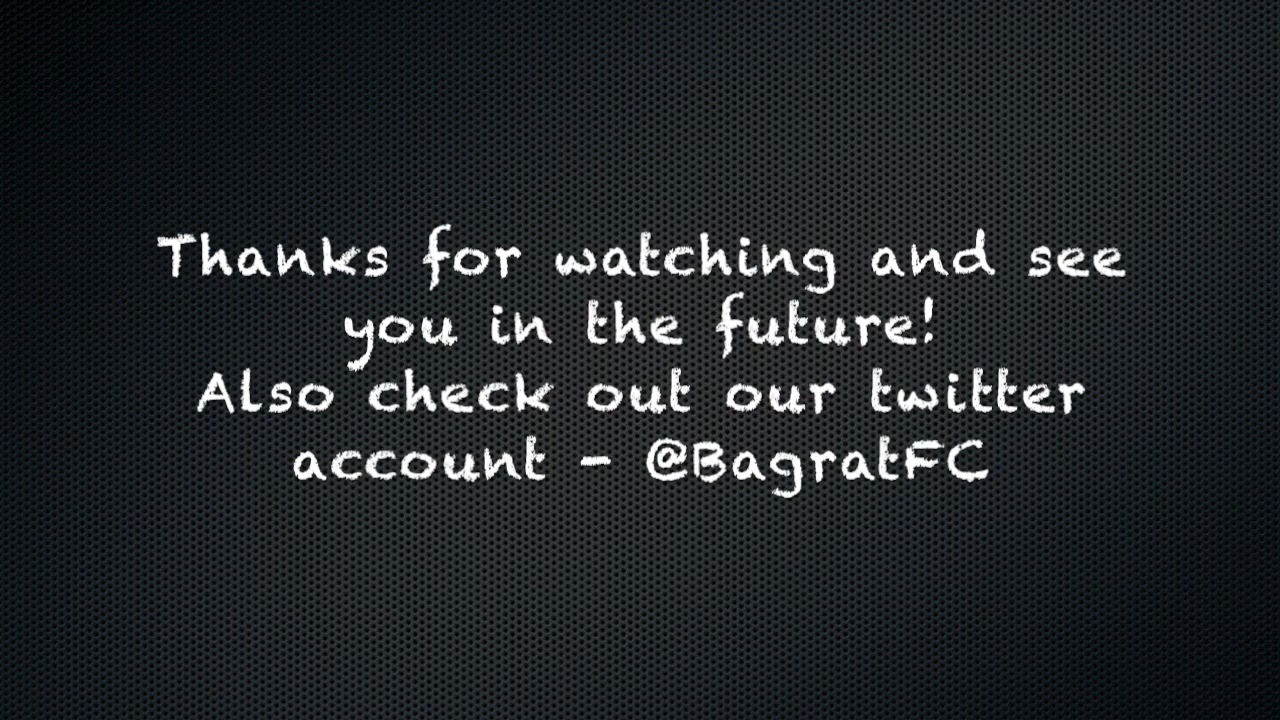 Thanks for watching and see
you in the future!
Also check out our twitter
account - @BagratFC